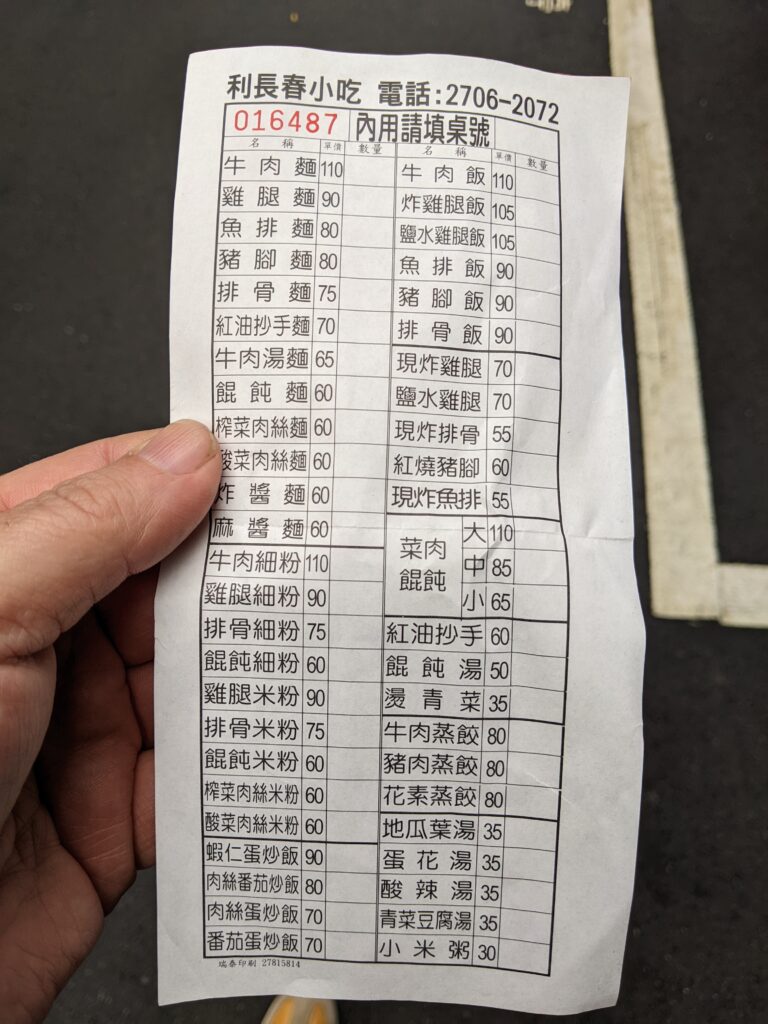 利長春小吃 電話:2706-2072
016487 內用請填桌號
名稱 單價 數量
牛肉麵 110
雞腿麵 90
魚排麵 80
豬腳麵 80
排骨麵 75
紅油抄手麵 70
牛肉湯麵 65
餛飩麵 60
榨菜肉絲麵 60
酸菜肉絲麵 60
炸醬麵 60
麻醬麵 60
牛肉細粉 110
雞腿細粉 90
排骨細粉 75
餛飩細粉 60
雞腿米粉 90
排骨米粉 75
餛飩米粉 60
榨菜肉絲米粉 60
酸菜肉絲米粉 60
蝦仁蛋炒飯 90
肉絲番茄炒飯 80
肉絲蛋炒飯 70
番茄蛋炒飯 70
名稱 單價 數量
牛肉飯 110
炸雞腿飯 105
鹽水雞腿飯 105
魚排飯 90
豬腳飯 90
排骨飯 90
現炸雞腿 70
鹽水雞腿 70
現炸排骨 55
紅燒豬腳 60
現炸魚排 55
菜肉餛飩 大 110
中 85
小 65
紅油抄手 60
餛飩湯 50
燙青菜 35
牛肉蒸餃 80
豬肉蒸餃 80
花素蒸餃 80
地瓜葉湯 35
蛋花湯 35
酸辣湯 35
青菜豆腐湯 35
小米粥 30
瑞泰印刷 27815814